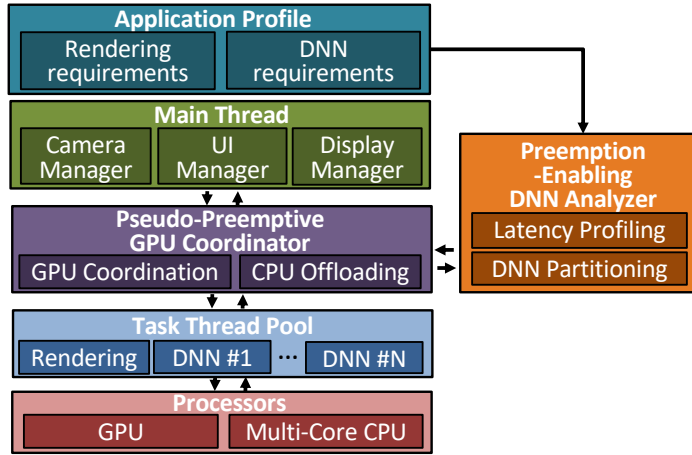 Application Profile
Rendering
requirements
DNN
requirements
Main Thread
Camera
Manager
UI
Manager
Display
Manager
Preemption
-Enabling
DNN Analyzer
Latency Profiling
DNN Partitioning
Pseudo-Preemptive
GPU Coordinator
GPU Coordination
CPU Offloading
Task Thread Pool
Rendering
DNN #1
...
DNN #N
Processors
GPU
Multi-Core CPU